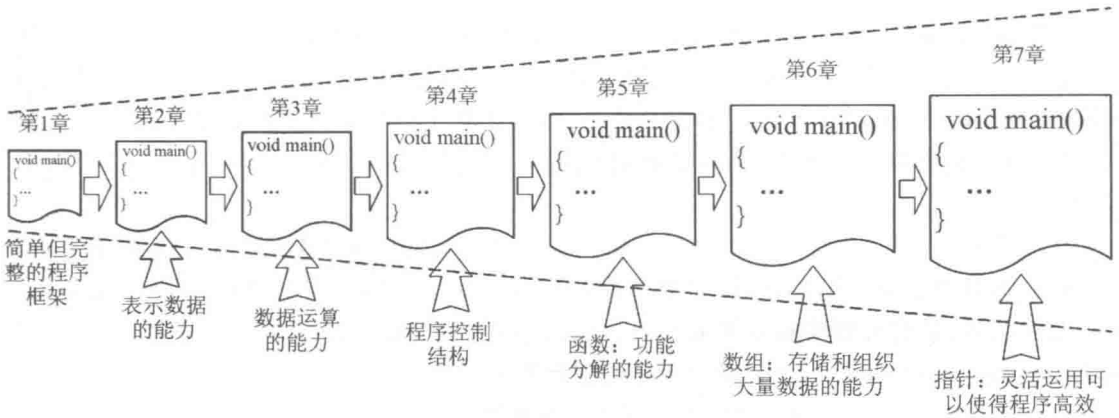 第1章
void main()
{
...
}
简单但完
整的程序
框架
第2章
void main()
{
...
}
表示数据
的能力
第3章
void main()
{
...
}
数据运算
的能力
第4章
void main()
{
...
}
程序控制
结构
第5章
void main()
{
...
}
函数：功能
分解的能力
第6章
void main()
{
...
}
数组：存储和组织
大量数据的能力
第7章
void main()
{
...
}
指针：灵活运用可
以使得程序高效